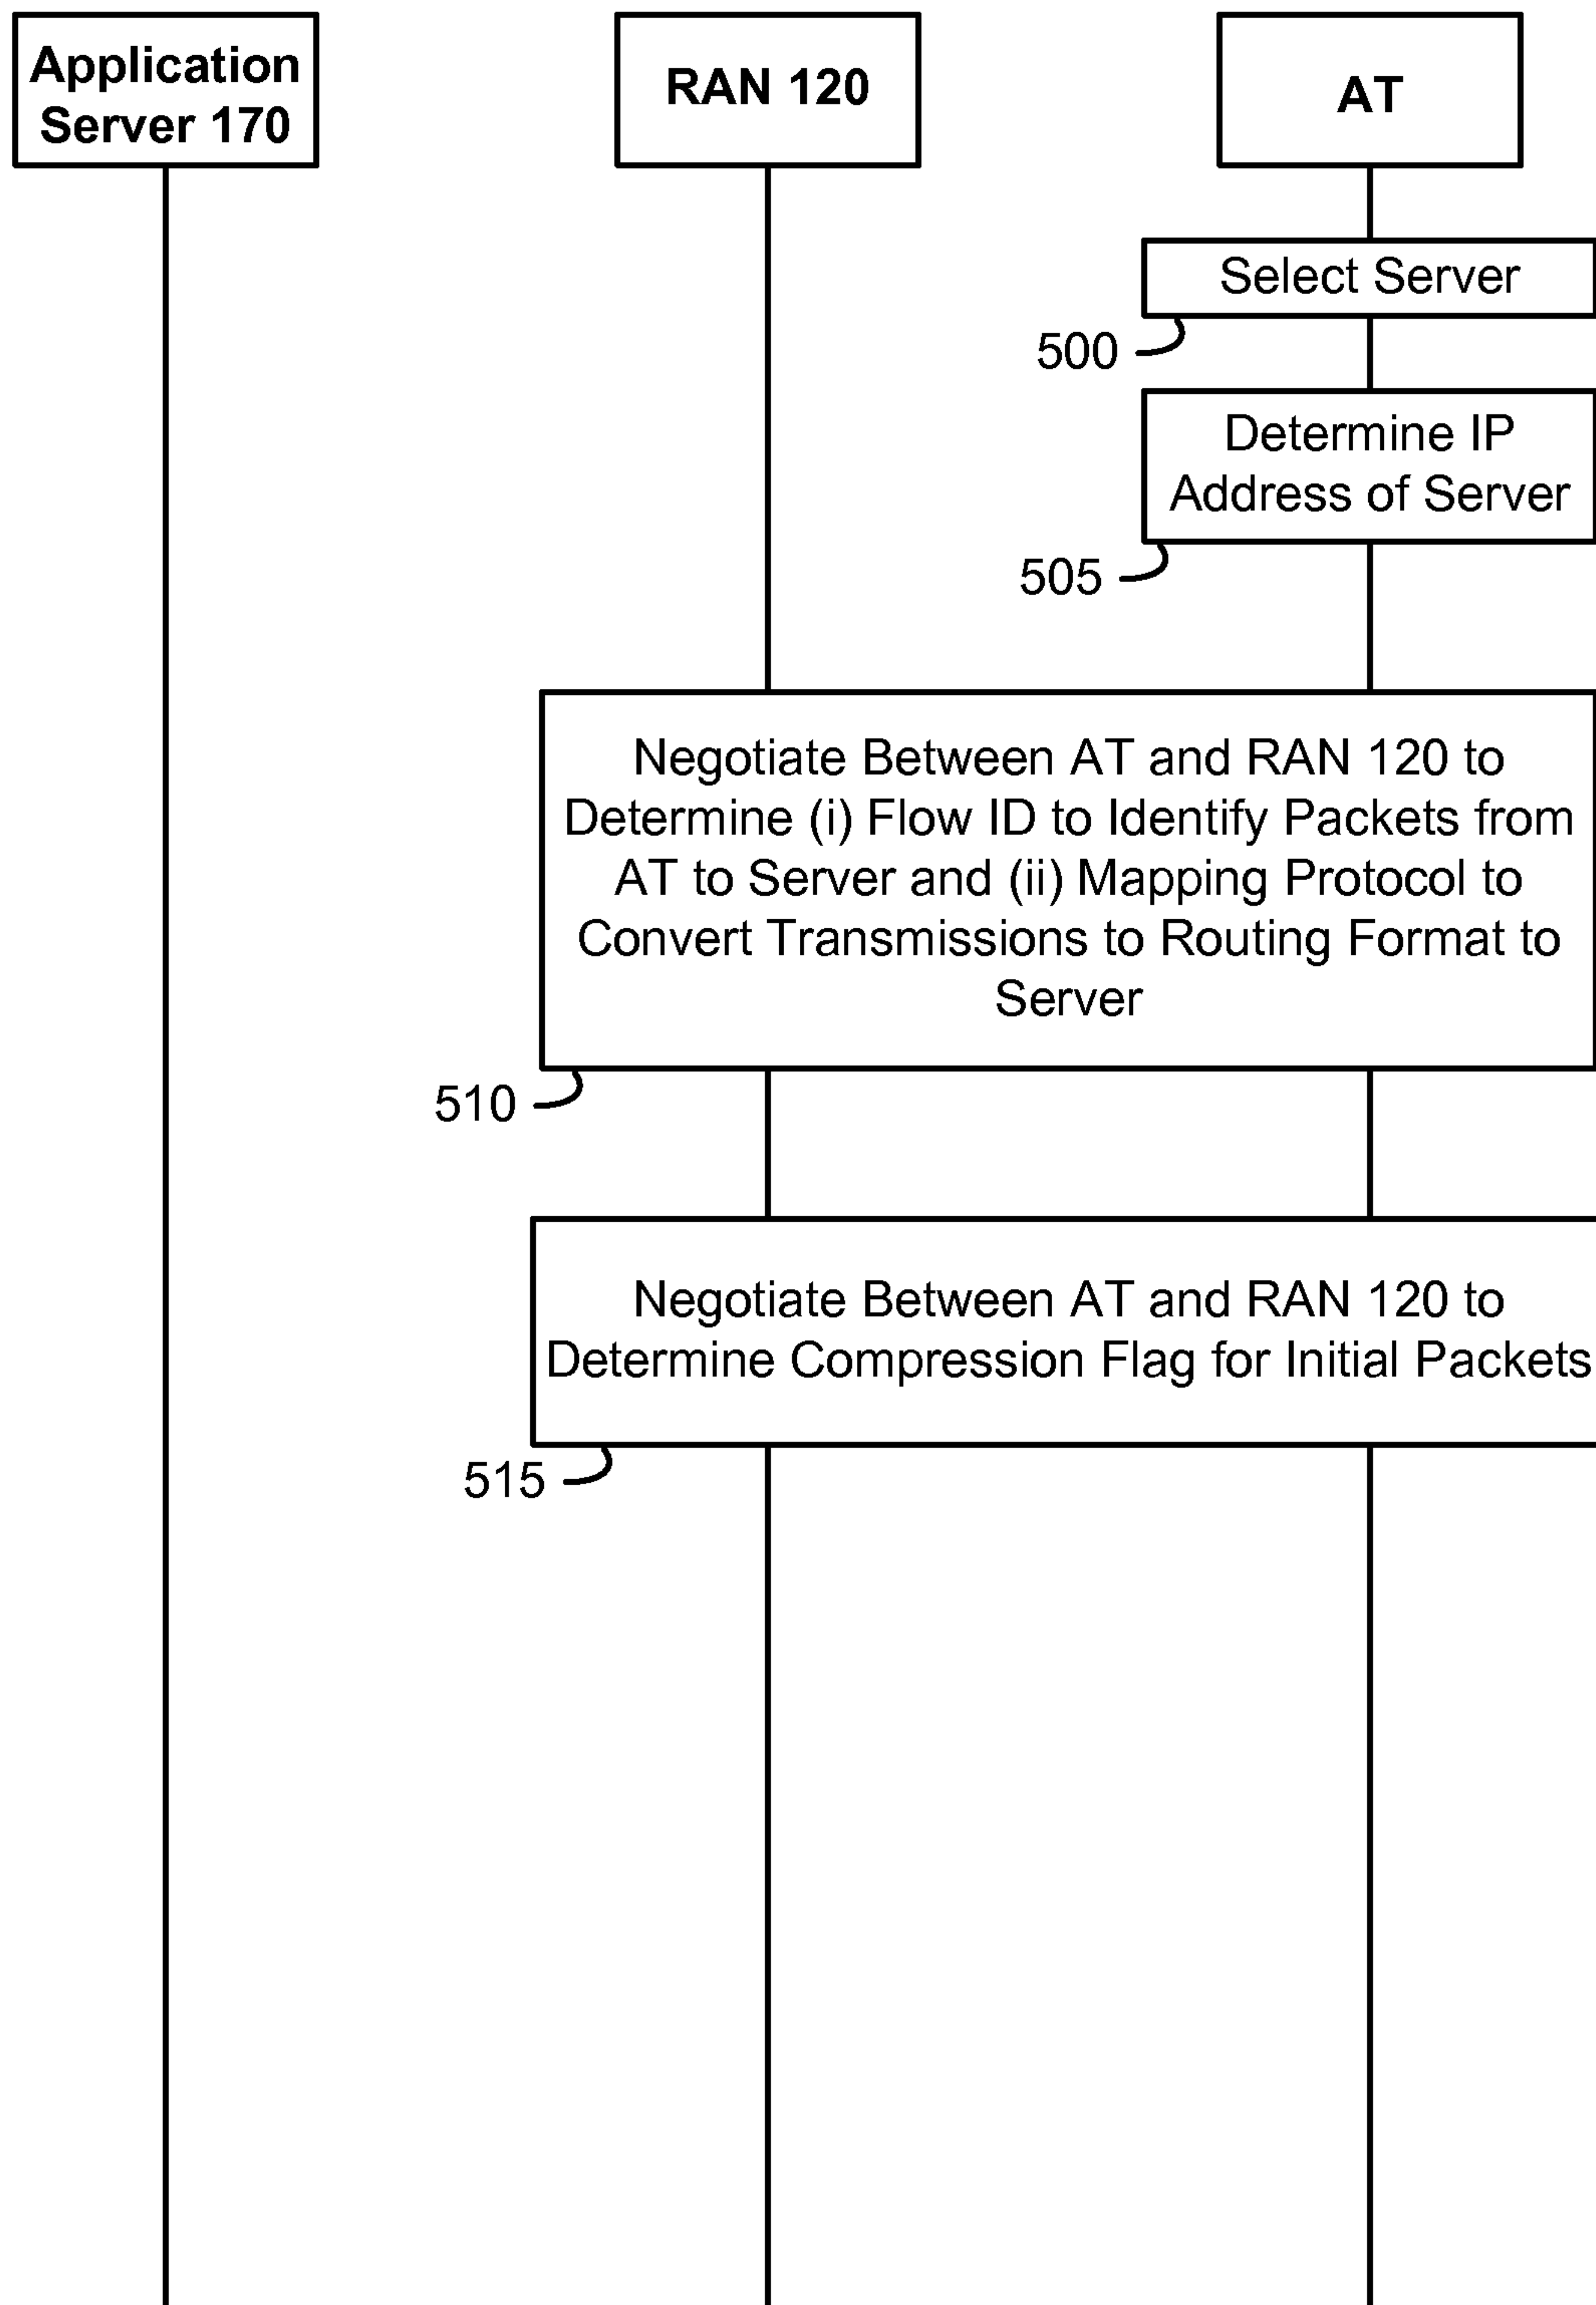 Application
Server 170
RAN 120
AT
Select Server
500
Determine IP
Address of Server
505
Negotiate Between AT and RAN 120 to
Determine (i) Flow ID to Identify Packets from
AT to Server and (ii) Mapping Protocol to
Convert Transmissions to Routing Format to
Server
510
Negotiate Between AT and RAN 120 to
Determine Compression Flag for Initial Packets
515